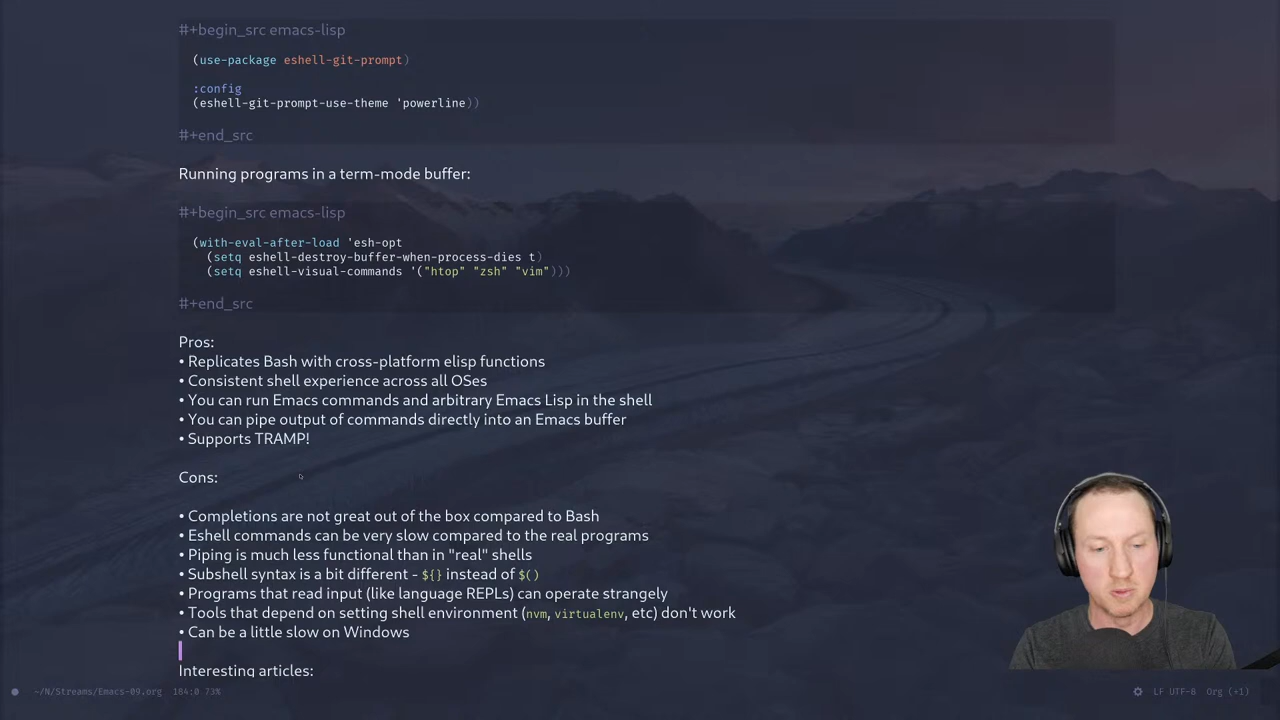 #+begin_src emacs-lisp
(use-package eshell-git-prompt)
:config
(eshell-git-prompt-use-theme 'powerline))
#+end_src
Running programs in a term-mode buffer:
#+begin_src emacs-lisp
(with-eval-after-load 'esh-opt
(setq eshell-destroy-buffer-when-process-dies t)
(setq eshell-visual-commands '("htop" "zsh" "vim")))
#+end_src
Pros:
• Replicates Bash with cross-platform elisp functions
• Consistent shell experience across all OSes
• You can run Emacs commands and arbitrary Emacs Lisp in the shell
• You can pipe output of commands directly into an Emacs buffer
• Supports TRAMP!
Cons:
• Completions are not great out of the box compared to Bash
• Eshell commands can be very slow compared to the real programs
• Piping is much less functional than in "real" shells
• Subshell syntax is a bit different - ${} instead of $()
• Programs that read input (like language REPLs) can operate strangely
• Tools that depend on setting shell environment (nvm, virtualenv, etc) don't work
• Can be a little slow on Windows
Interesting articles:
~/N/Streams/Emacs-09.org 184:0 73% LF UTF-8 Org (+1)